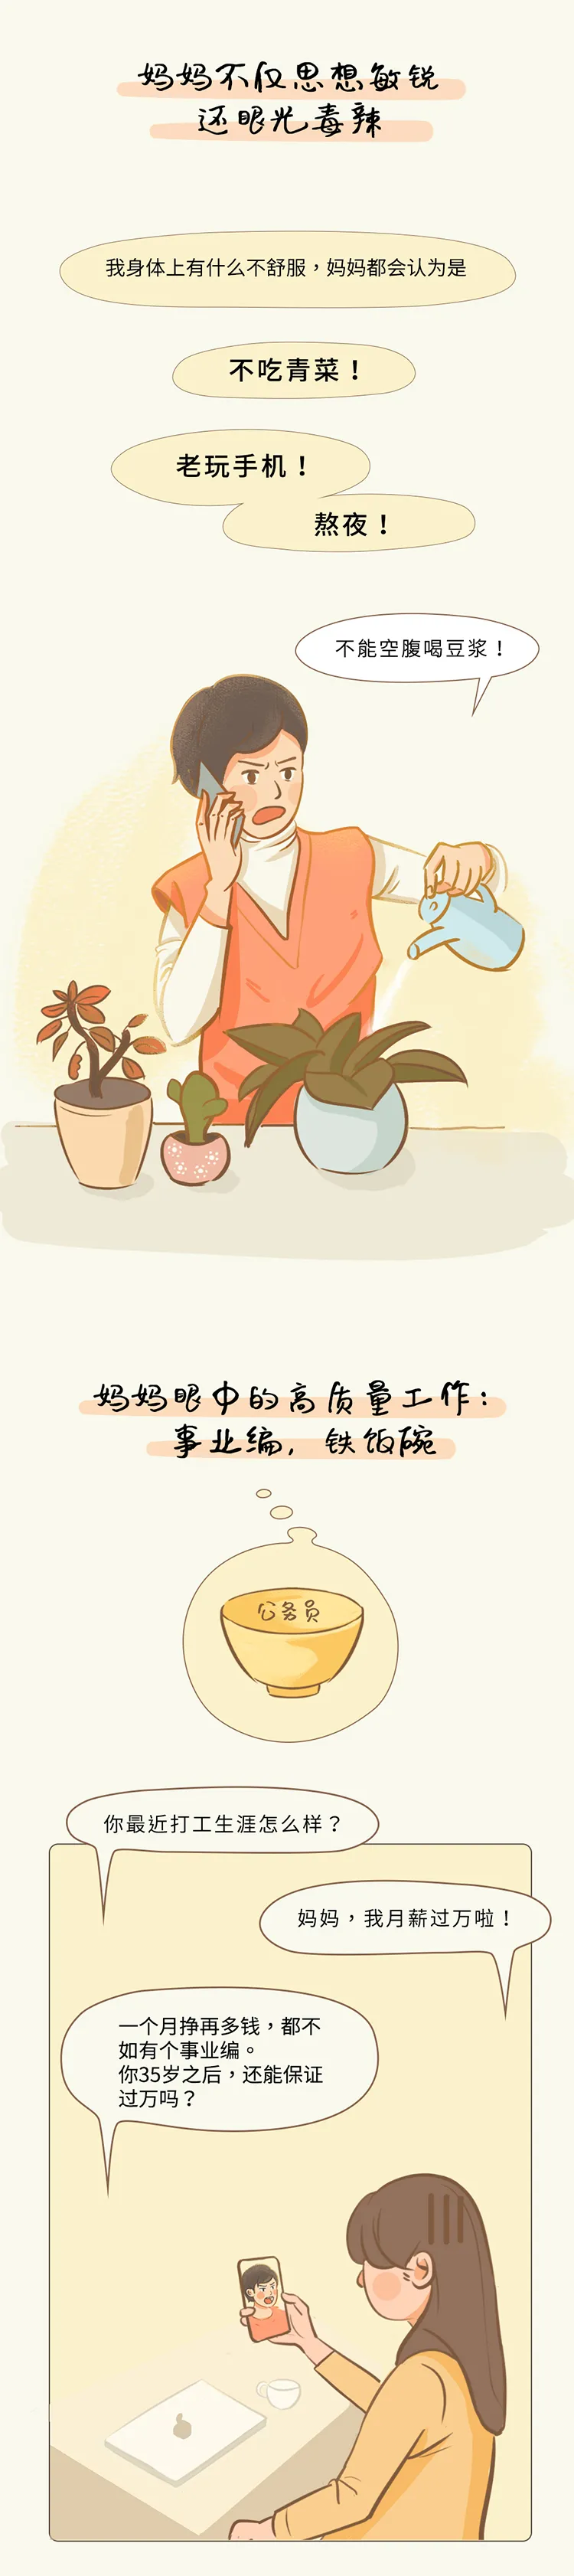 妈妈不仅思想敏锐
还眼光毒辣
我身体上有什么不舒服，妈妈都会认为是
不吃青菜！
老玩手机！
熬夜！
不能空腹喝豆浆！
妈妈眼中的高质量工作：
事业编，铁饭碗
公务员
你最近打工生涯怎么样？
妈妈，我月薪过万啦！
一个月挣再多钱，都不
如有个事业编。
你35岁之后，还能保证
过万吗？